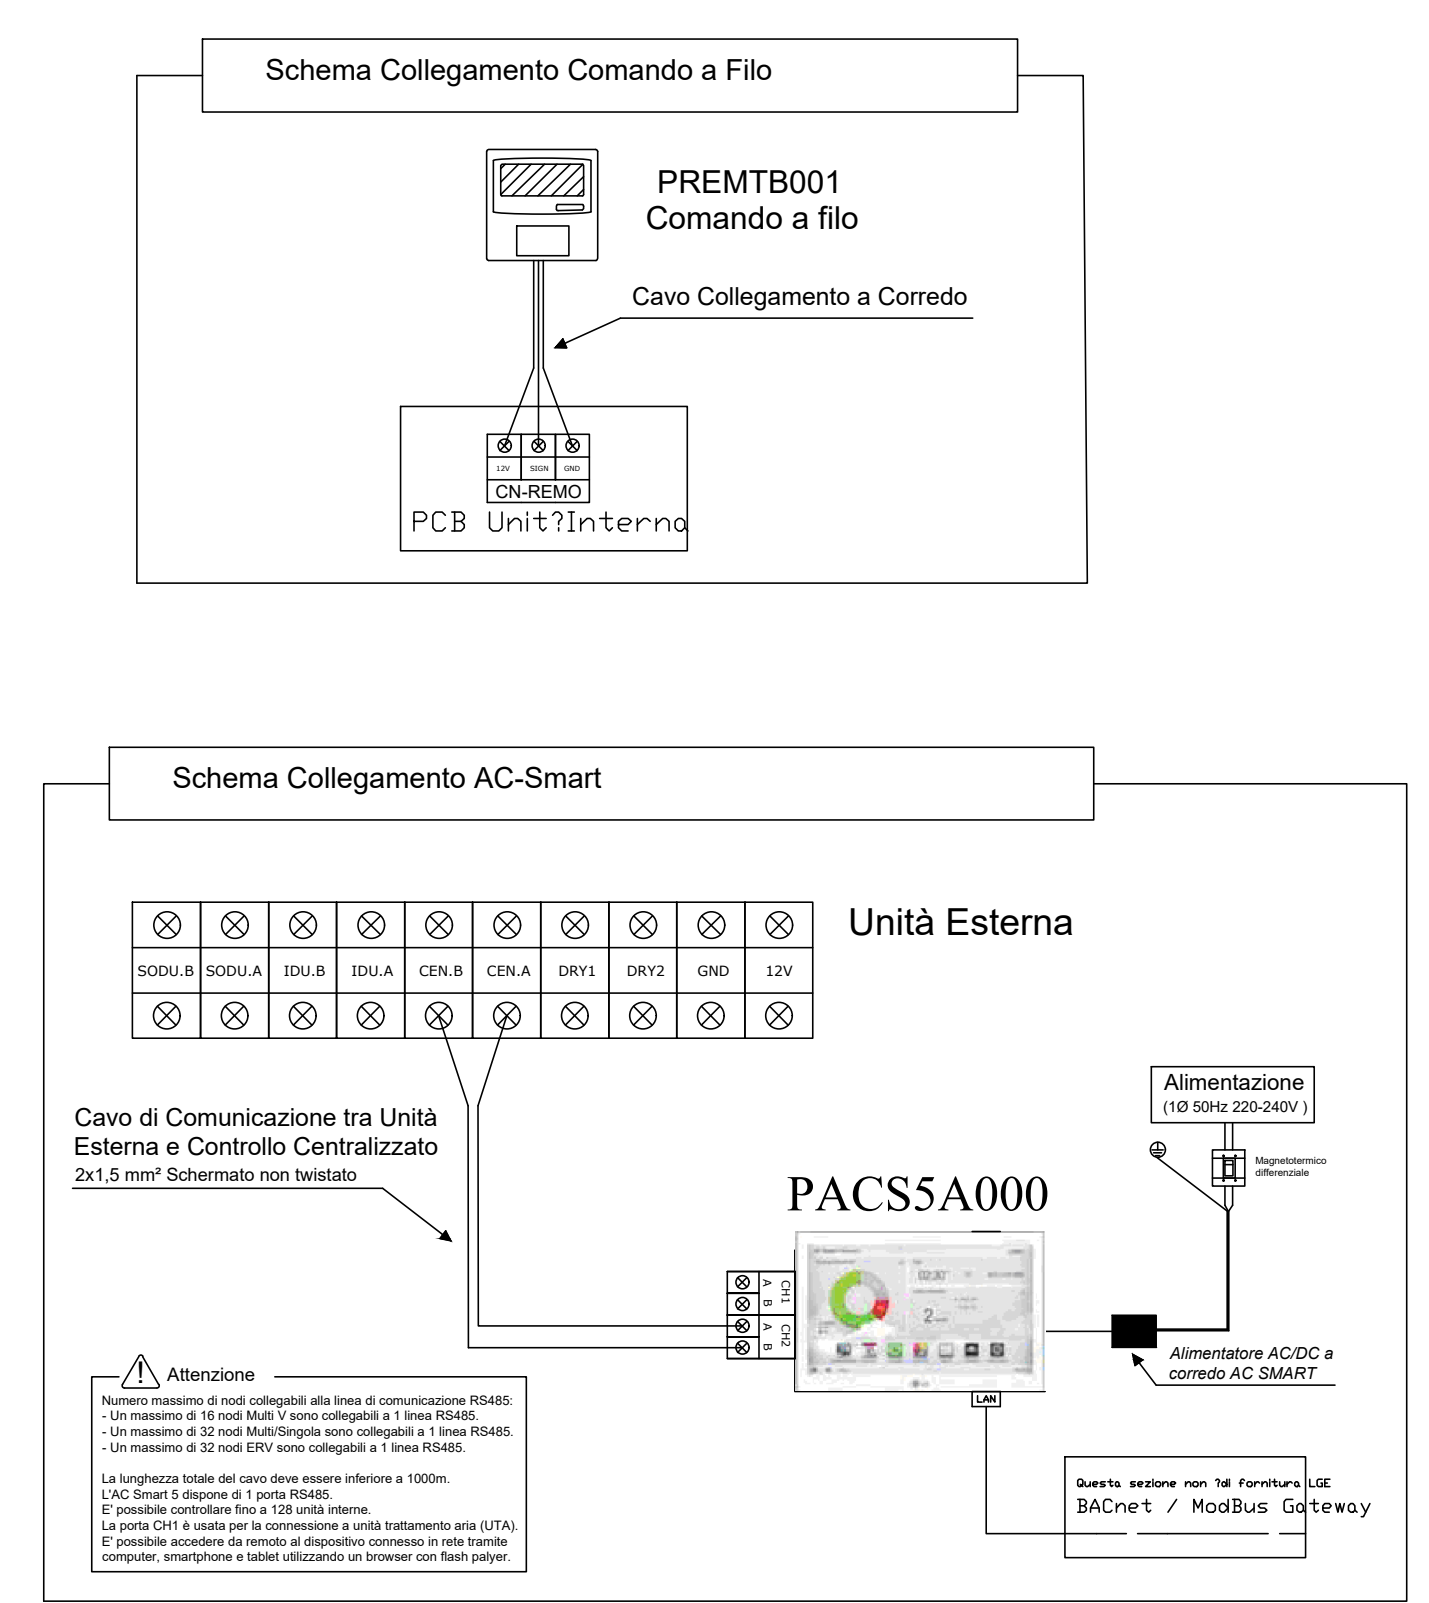 Schema Collegamento Comando a Filo
PREMTB001
Comando a filo
Cavo Collegamento a Corredo
12V SIGN GND
CN-REMO
PCB Unit?Interna
Schema Collegamento AC-Smart
Unità Esterna
SODU.B SODU.A IDU.B IDU.A CEN.B CEN.A DRY1 DRY2 GND 12V
Alimentazione
(1Ø 50Hz 220-240V )
Magnetotermico
differenziale
Cavo di Comunicazione tra Unità
Esterna e Controllo Centralizzato
2x1,5 mm² Schermato non twistato
PACS5A000
A B CH1
A B CH2
02:30
2
Alimentatore AC/DC a
corredo AC SMART
LAN
Attenzione
Numero massimo di nodi collegabili alla linea di comunicazione RS485:
- Un massimo di 16 nodi Multi V sono collegabili a 1 linea RS485.
- Un massimo di 32 nodi Multi/Singola sono collegabili a 1 linea RS485.
- Un massimo di 32 nodi ERV sono collegabili a 1 linea RS485.
La lunghezza totale del cavo deve essere inferiore a 1000m.
L'AC Smart 5 dispone di 1 porta RS485.
E' possibile controllare fino a 128 unità interne.
La porta CH1 è usata per la connessione a unità trattamento aria (UTA).
E' possibile accedere da remoto al dispositivo connesso in rete tramite
computer, smartphone e tablet utilizzando un browser con flash palyer.
Questa sezione non ?di fornitura LGE
BACnet / ModBus Gateway